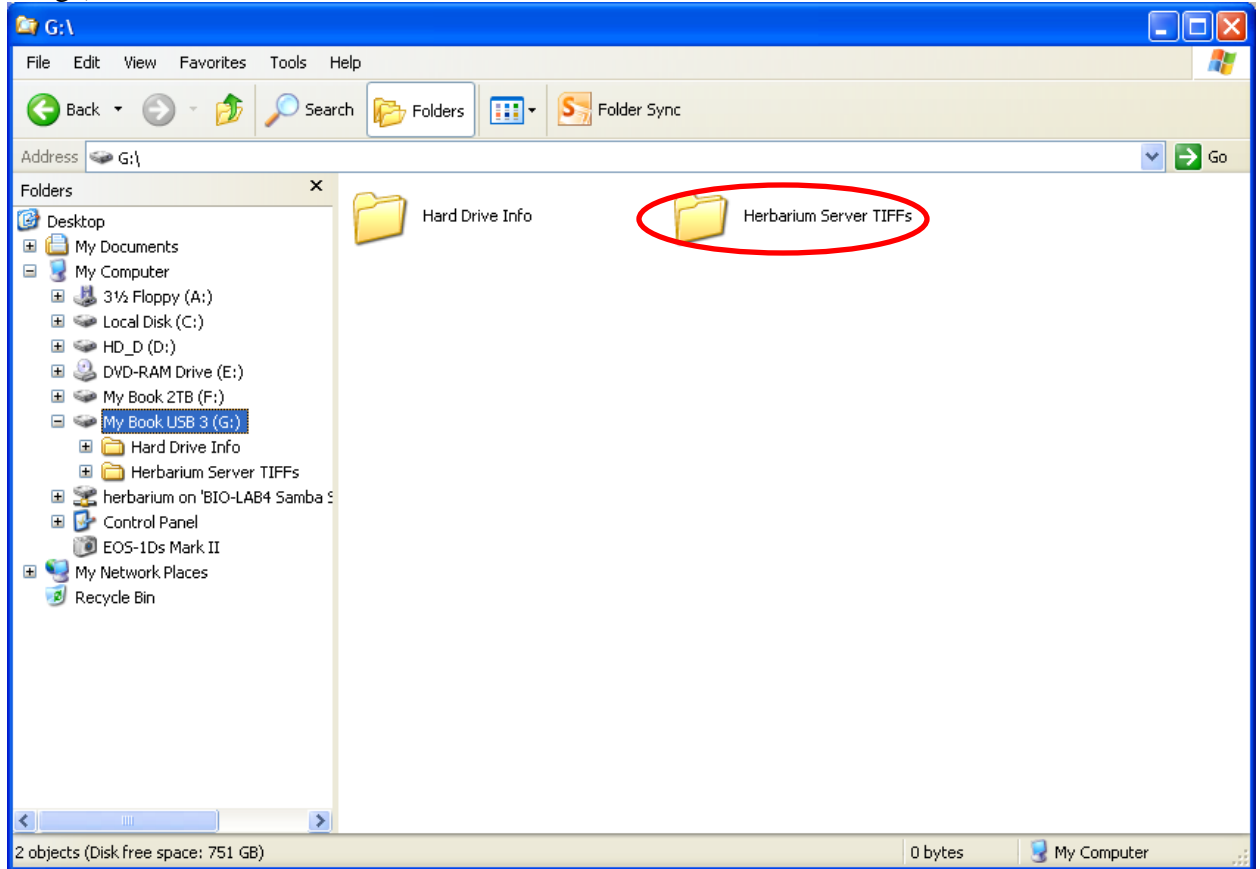 G:\
File Edit View Favorites Tools Help
Back Search Folders Folder Sync
Address G:\ Go
Folders
Desktop
My Documents
My Computer
3½ Floppy (A:)
Local Disk (C:)
HD_D (D:)
DVD-RAM Drive (E:)
My Book 2TB (F:)
My Book USB 3 (G:)
Hard Drive Info
Herbarium Server TIFFs
herbarium on 'BIO-LAB4 Samba S
Control Panel
EOS-1Ds Mark II
My Network Places
Recycle Bin
Hard Drive Info Herbarium Server TIFFs
2 objects (Disk free space: 751 GB) 0 bytes My Computer